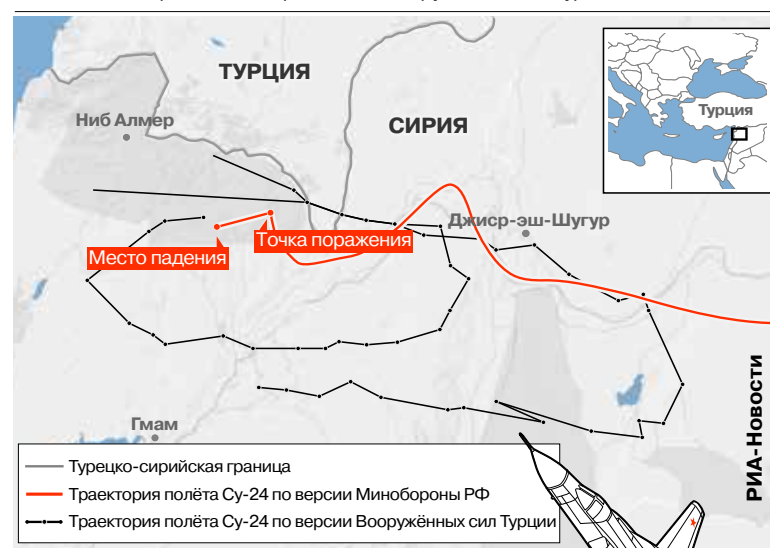 ТУРЦИЯ
Ниб Алмер
СИРИЯ
Турция
Джиср-эш-Шугур
Точка поражения
Место падения
Гмам
РИА-Новости
Турецко-сирийская граница
Траектория полёта Су-24 по версии Минобороны РФ
Траектория полёта Су-24 по версии Вооружённых сил Турции